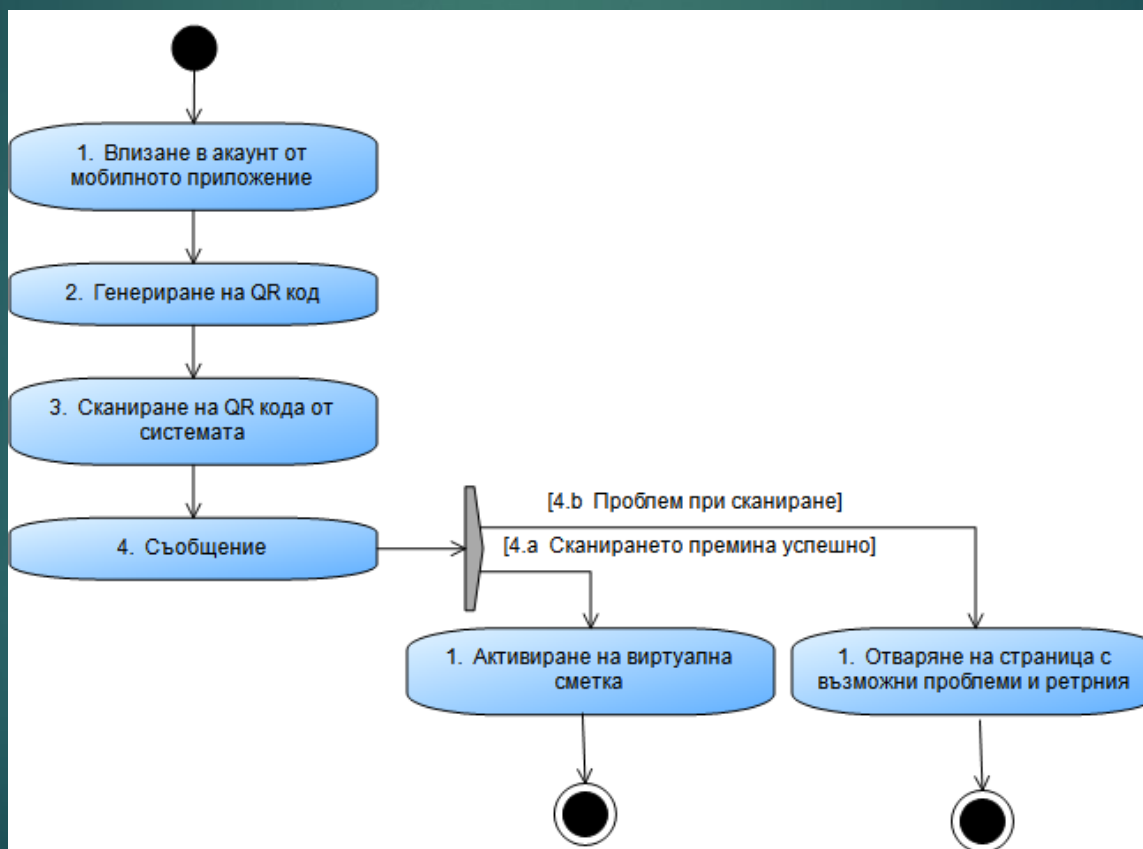 1. Влизане в акаунт от
мобилното приложение
2. Генериране на QR код
3. Сканиране на QR кода от
системата
4. Съобщение
[4.b Проблем при сканиране]
[4.a Сканирането премина успешно]
1. Активиране на виртуална
сметка
1. Отваряне на страница с
възможни проблеми и ретрния